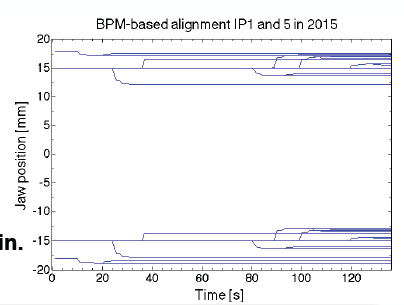 BPM-based alignment IP1 and 5 in 2015
20
15
10
5
0
-5
-10
-15
-20
Jaw position [mm]
in.
0 20 40 60 80 100 120
Time [s]